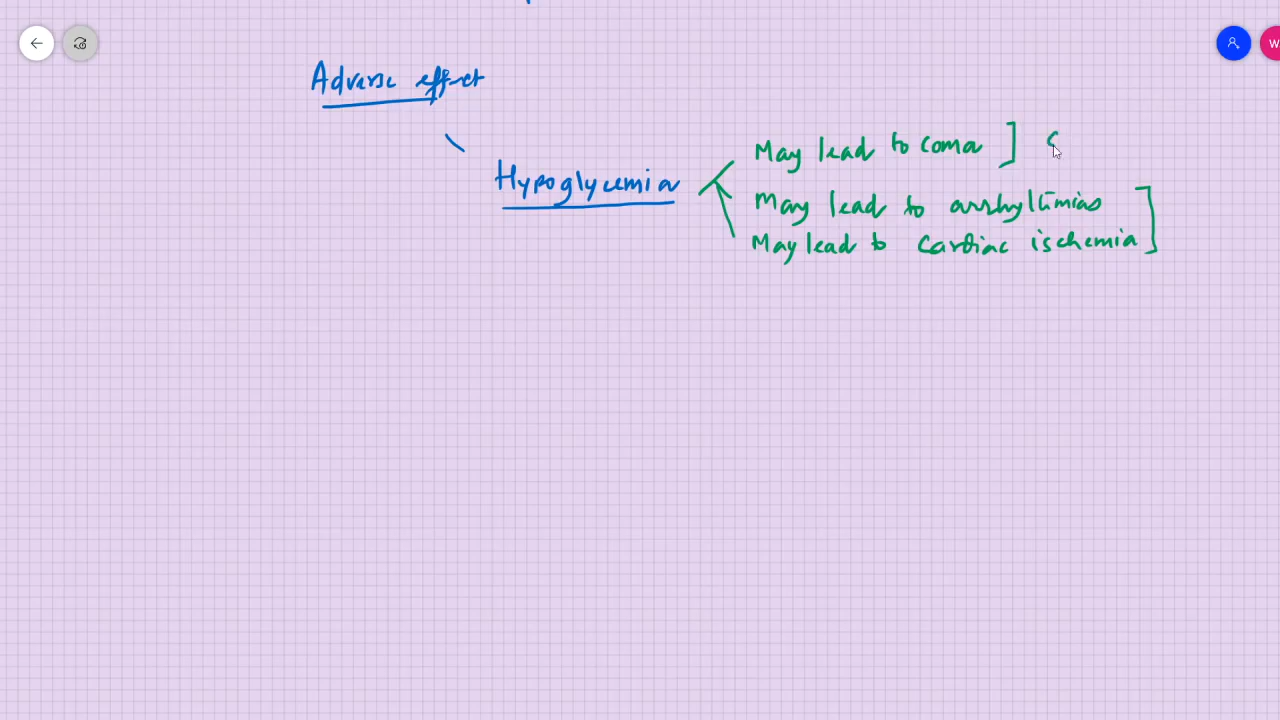 Adverse effect
Hypoglycemia
May lead to coma
May lead to arrhythmias
May lead to cardiac ischemia
W